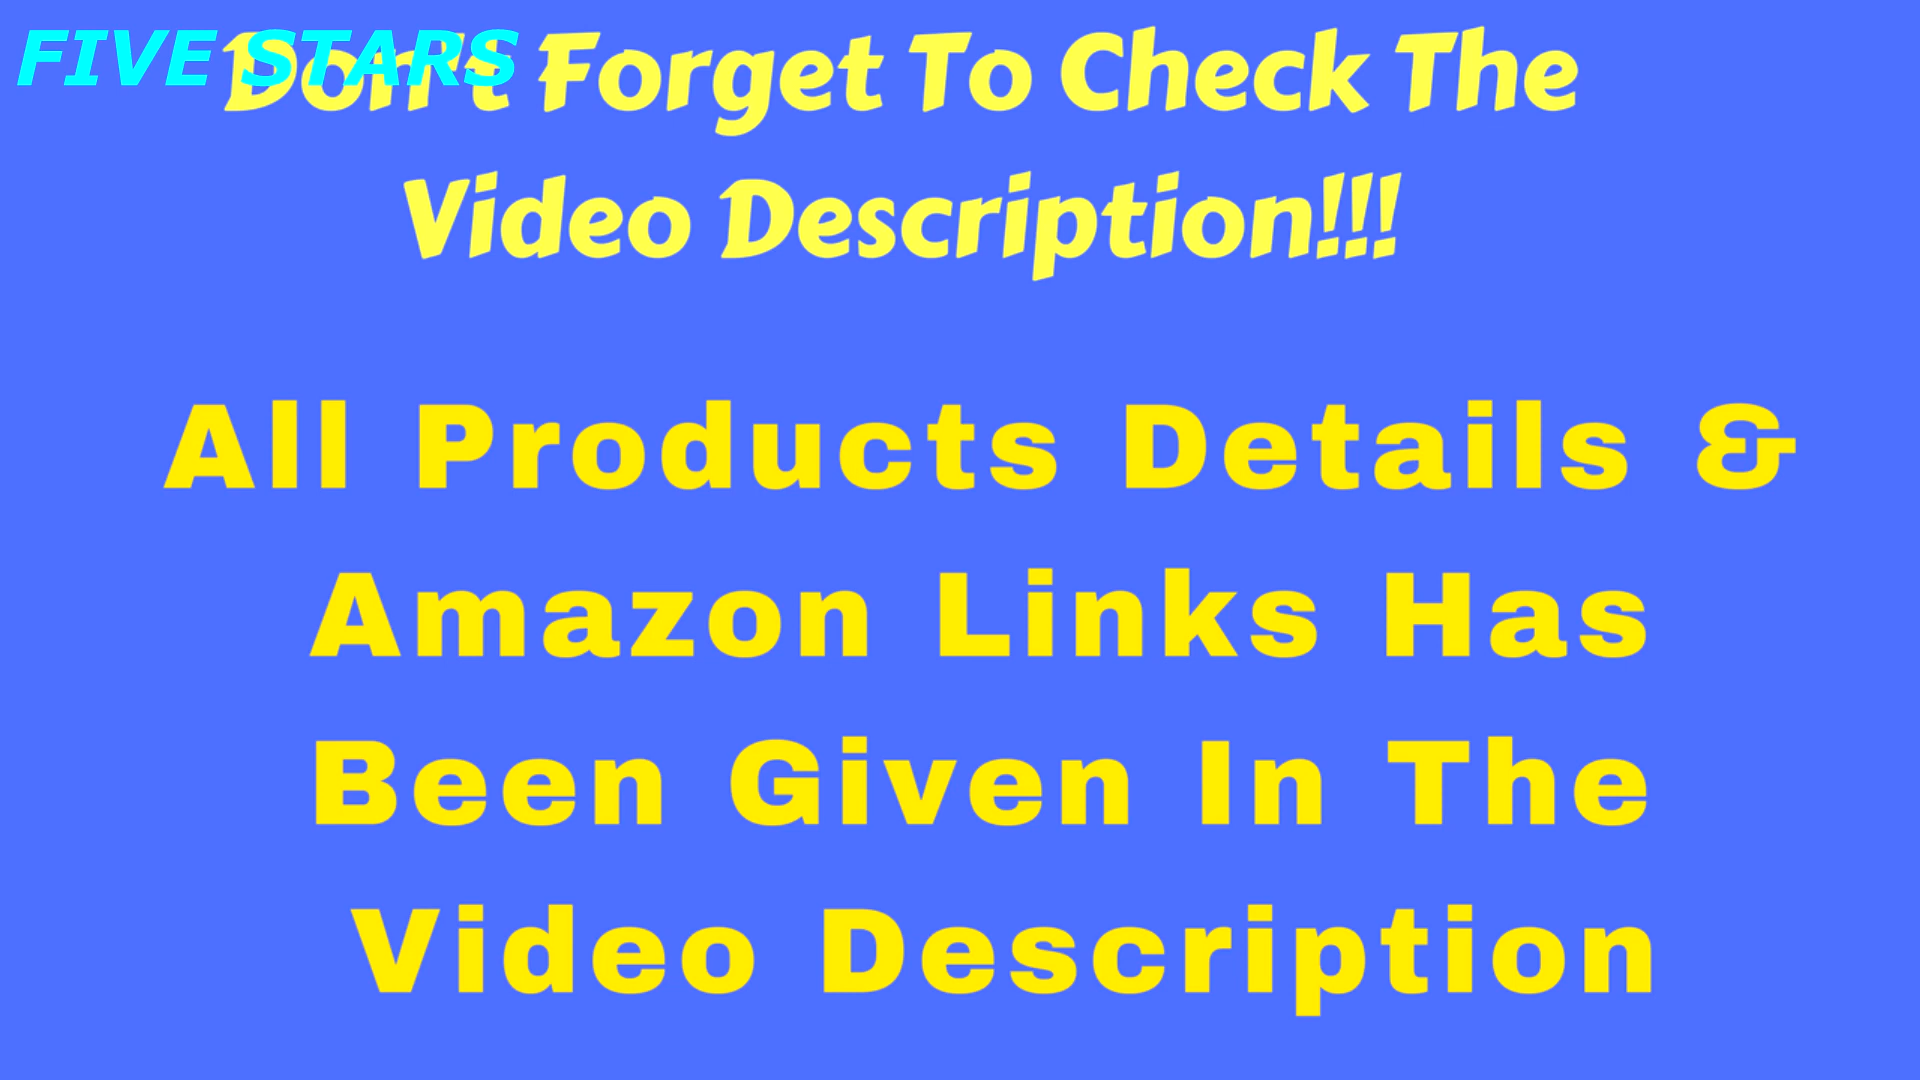 FIVE STARS
Don't Forget To Check The
Video Description!!!
All Products Details &
Amazon Links Has
Been Given In The
Video Description